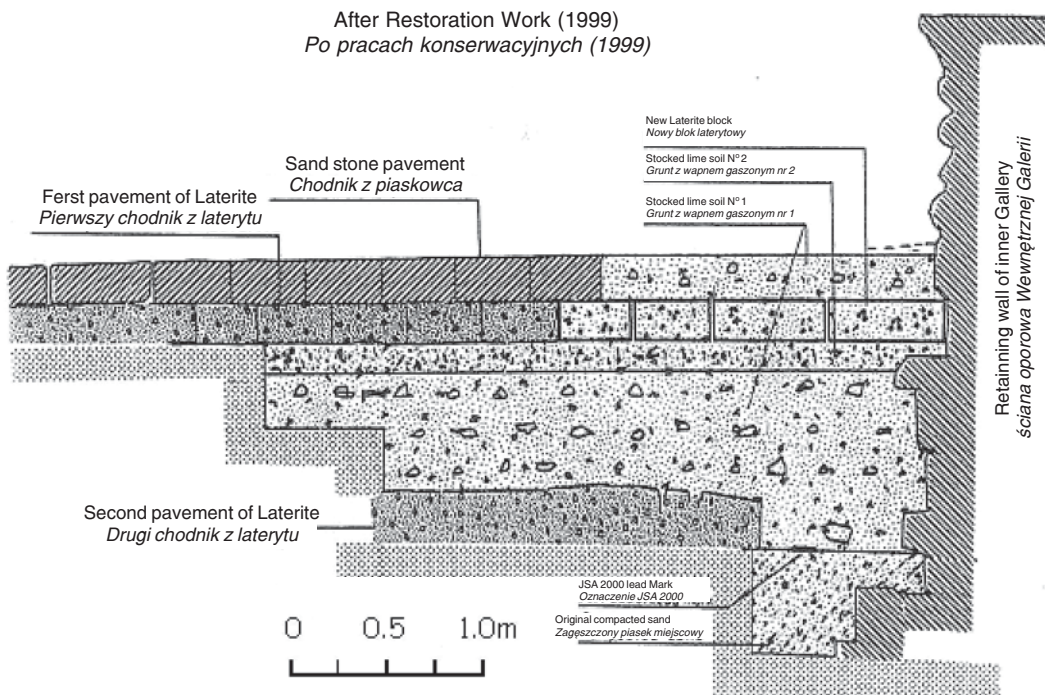 After Restoration Work (1999)
Po pracach konserwacyjnych (1999)
New Laterite block
Nowy blok laterytowy
Stocked lime soil Nº 2
Grunt z wapnem gaszonym nr 2
Stocked lime soil Nº 1
Grunt z wapnem gaszonym nr 1
Sand stone pavement
Chodnik z piaskowca
Ferst pavement of Laterite
Pierwszy chodnik z laterytu
Retaining wall of inner Gallery
ściana oporowa Wewnętrznej Galerii
Second pavement of Laterite
Drugi chodnik z laterytu
JSA 2000 lead Mark
Oznaczenie JSA 2000
Original compacted sand
Zagęszczony piasek miejscowy
0 0.5 1.0m